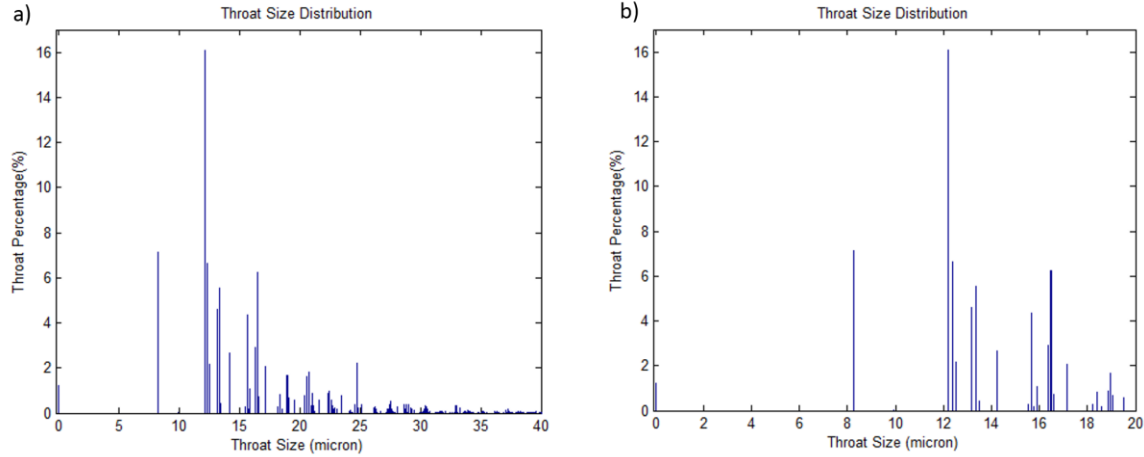 a)
Throat Size Distribution
Throat Percentage(%)
16
14
12
10
8
6
4
2
0
0 5 10 15 20 25 30 35 40
Throat Size (micron)
b)
Throat Size Distribution
Throat Percentage(%)
16
14
12
10
8
6
4
2
0
0 2 4 6 8 10 12 14 16 18 20
Throat Size (micron)